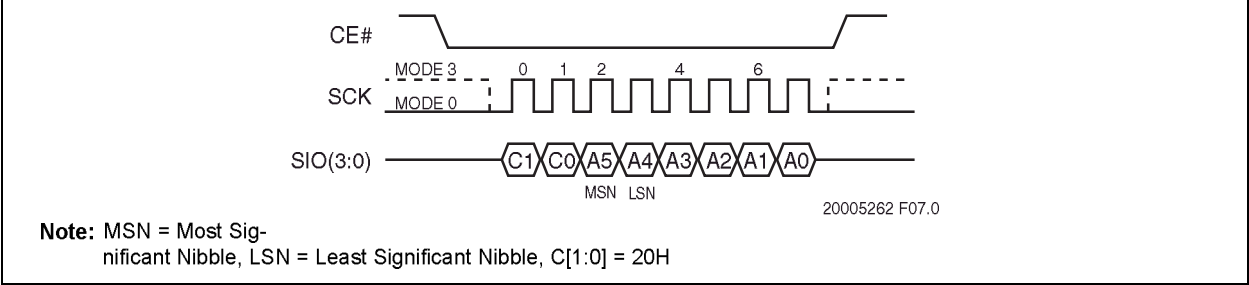 CE#
MODE 3 0 1 2 4 6
SCK
MODE 0
SIO(3:0) C1 C0 A5 A4 A3 A2 A1 A0
MSN LSN
20005262 F07.0
Note: MSN = Most Sig-
nificant Nibble, LSN = Least Significant Nibble, C[1:0] = 20H